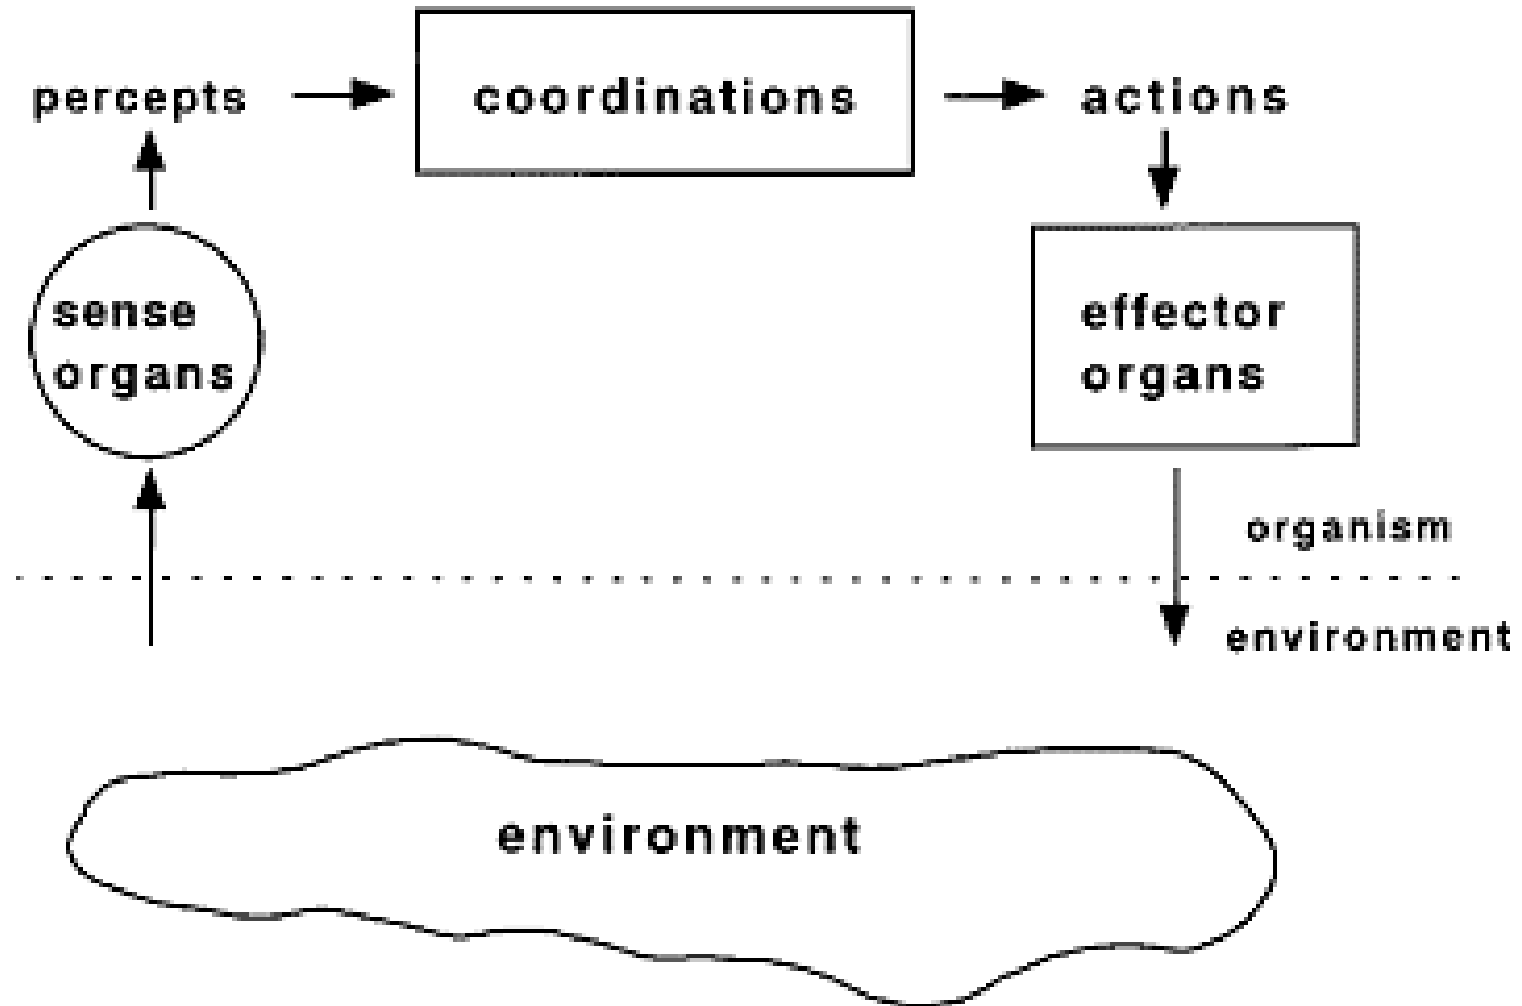 percepts
coordinations
actions
sense
organs
effector
organs
organism
environment
environment